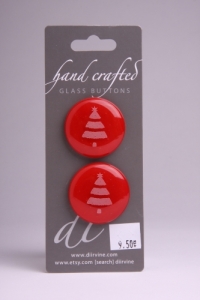 hand crafted
GLASS BUTTONS
di
4.50¢
www.diirvine.com
www.etsy.com [search] diirvine